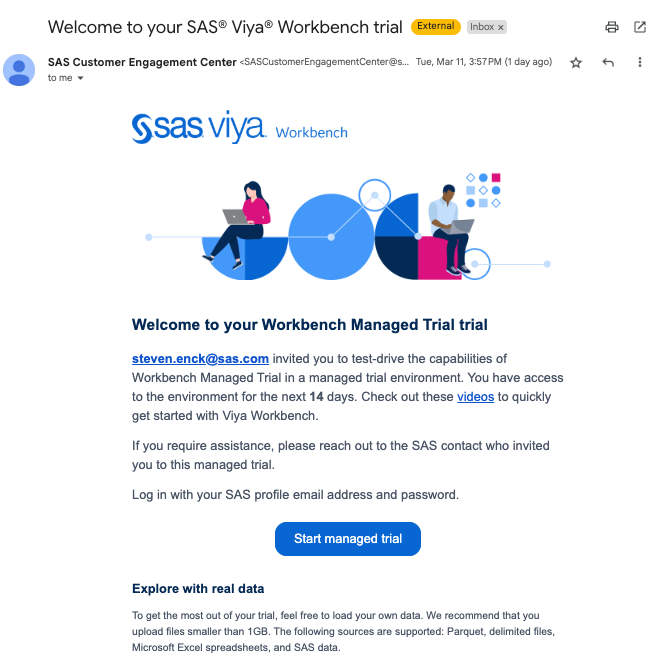 Welcome to your SAS® Viya® Workbench trial External Inbox ×
SAS Customer Engagement Center <SASCustomerEngagementCenter@s... Tue, Mar 11, 3:57 PM (1 day ago)
to me
sas viya Workbench
Welcome to your Workbench Managed Trial trial
steven.enck@sas.com invited you to test-drive the capabilities of
Workbench Managed Trial in a managed trial environment. You have access
to the environment for the next 14 days. Check out these videos to quickly
get started with Viya Workbench.
If you require assistance, please reach out to the SAS contact who invited
you to this managed trial.
Log in with your SAS profile email address and password.
Start managed trial
Explore with real data
To get the most out of your trial, feel free to load your own data. We recommend that you
upload files smaller than 1GB. The following sources are supported: Parquet, delimited files,
Microsoft Excel spreadsheets, and SAS data.